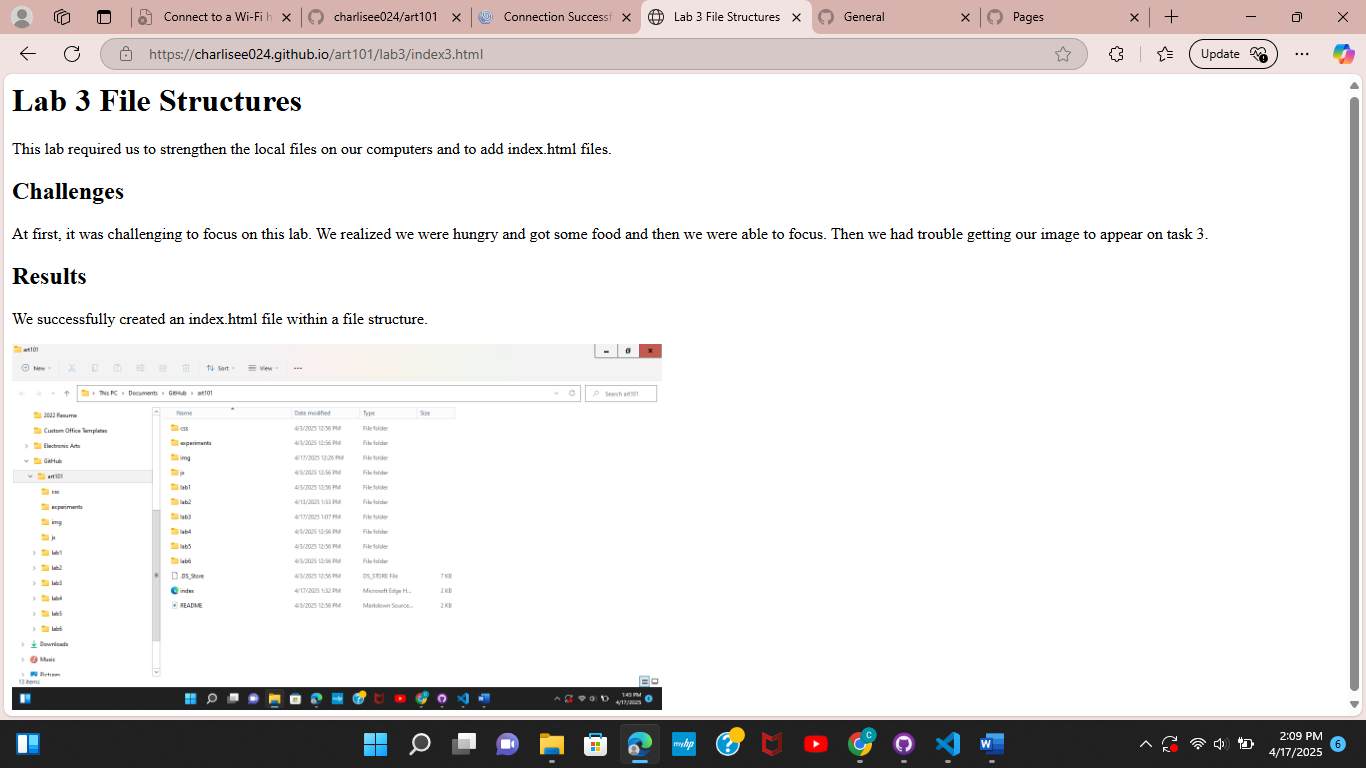 Connect to a Wi-Fi h
charlisee024/art101
Connection Successf
Lab 3 File Structures
General
Pages
https://charlisee024.github.io/art101/lab3/index3.html
Update
Lab 3 File Structures
This lab required us to strengthen the local files on our computers and to add index.html files.
Challenges
At first, it was challenging to focus on this lab. We realized we were hungry and got some food and then we were able to focus. Then we had trouble getting our image to appear on task 3.
Results
We successfully created an index.html file within a file structure.
art101
New
Sort
View
This PC > Documents > GitHub > art101
Search art101
2022 Resume
Custom Office Templates
Electronic Arts
GitHub
art101
css
experiments
img
js
lab1
lab2
lab3
lab4
lab5
lab6
Downloads
Music
Pictures
Name Date modified Type Size
css 4/3/2025 12:56 PM File folder
experiments 4/3/2025 12:56 PM File folder
img 4/17/2025 12:26 PM File folder
js 4/3/2025 12:56 PM File folder
lab1 4/3/2025 12:56 PM File folder
lab2 4/13/2025 1:53 PM File folder
lab3 4/17/2025 1:07 PM File folder
lab4 4/3/2025 12:56 PM File folder
lab5 4/3/2025 12:56 PM File folder
lab6 4/3/2025 12:56 PM File folder
.DS_Store 4/3/2025 12:56 PM DS_STORE File 7 KB
index 4/17/2025 1:32 PM Microsoft Edge H... 2 KB
README 4/3/2025 12:56 PM Markdown Source... 2 KB
13 items
1:43 PM
4/17/2025
myhp
C
2:09 PM
4/17/2025
6